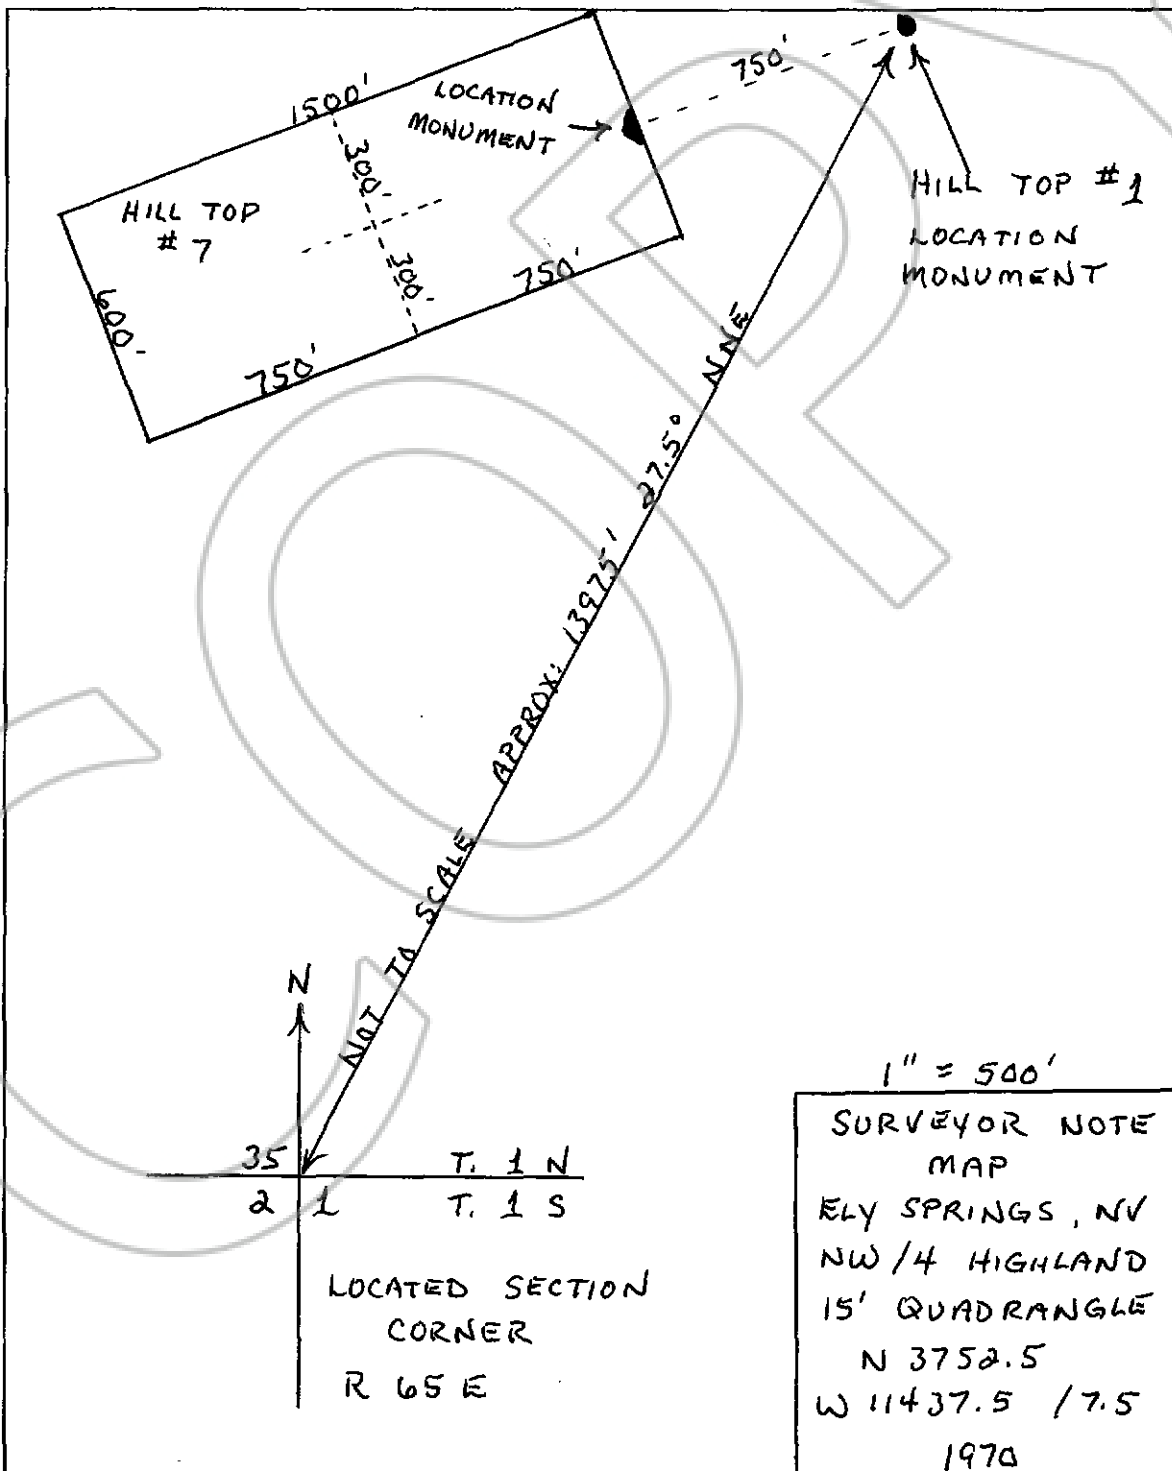 1500'
LOCATION
MONUMENT
750'
HILL TOP
# 7
300'
300'
600'
750'
750'
HILL TOP #1
LOCATION
MONUMENT
NOT TO SCALE APPROX: 13975' 27.5° NNE
N
35
T. 1 N
2 1
T. 1 S
LOCATED SECTION
CORNER
R 65 E
1" = 500'
SURVEYOR NOTE
MAP
ELY SPRINGS, NV
NW/4 HIGHLAND
15' QUADRANGLE
N 3752.5
W 11437.5 /7.5
1970
COP